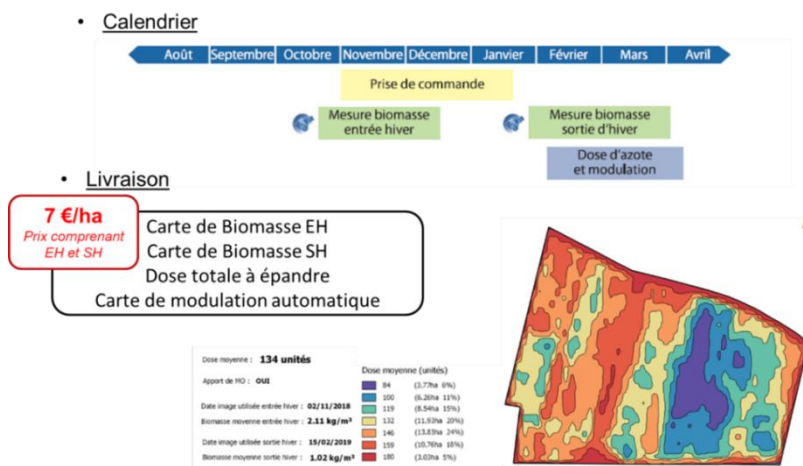 • Calendrier
Août Septembre Octobre Novembre Décembre Janvier Février Mars Avril
Prise de commande
Mesure biomasse
entrée hiver
Mesure biomasse
sortie d'hiver
Dose d'azote
et modulation
• Livraison
7 €/ha
Prix comprenant
EH et SH
Carte de Biomasse EH
Carte de Biomasse SH
Dose totale à épandre
Carte de modulation automatique
Dose moyenne : 134 unités
Apport de MO : OUI
Date image utilisée entrée hiver : 02/11/2018
Biomasse moyenne entrée hiver : 2.11 kg/m²
Date image utilisée sortie hiver : 15/02/2019
Biomasse moyenne sortie hiver : 1.02 kg/m²
Dose moyenne (unités)
84 (3.77ha 6%)
100 (6.26ha 11%)
119 (8.54ha 15%)
132 (11.93ha 20%)
146 (13.83ha 24%)
159 (10.76ha 18%)
180 (3.03ha 5%)